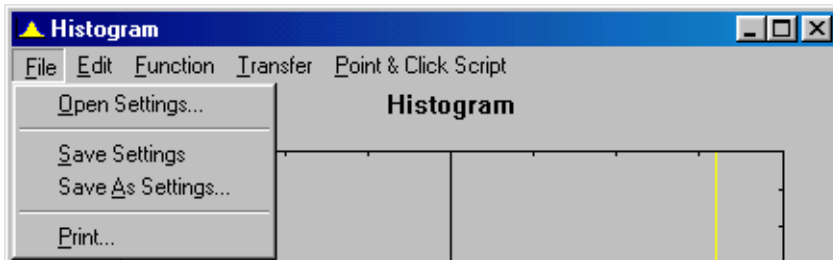 Histogram
File Edit Function Transfer Point & Click Script
Open Settings...
Histogram
Save Settings
Save As Settings...
Print...